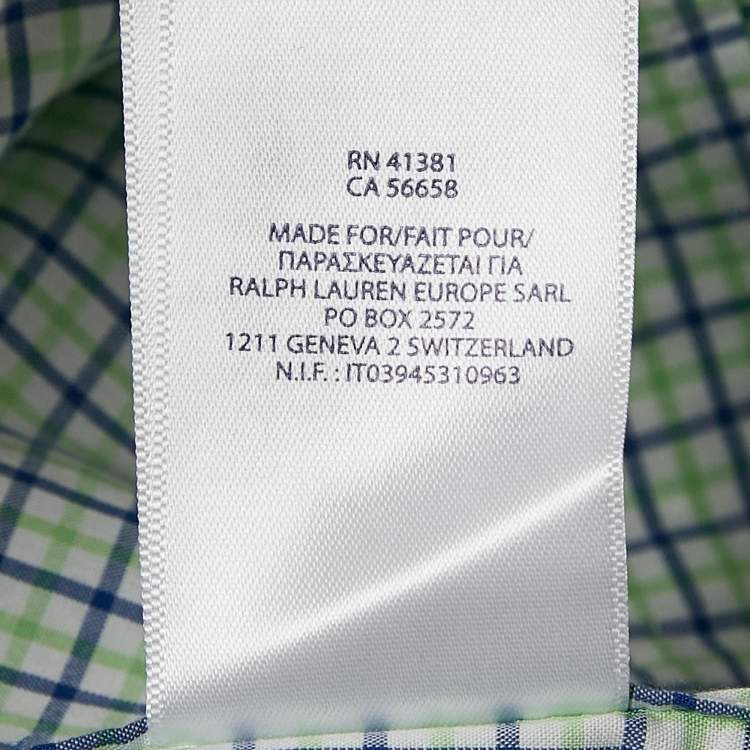 RN 41381
CA 56658
MADE FOR/FAIT POUR/
ΠΑΡΑΣΚΕΥΑΖΕΤΑΙ ΓΙΑ
RALPH LAUREN EUROPE SARL
PO BOX 2572
1211 GENEVA 2 SWITZERLAND
N.I.F. : IT03945310963